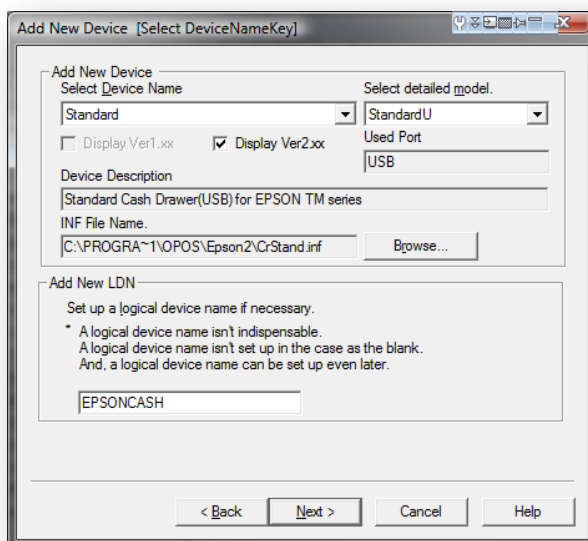 Add New Device [Select DeviceNameKey]
Add New Device
Select Device Name
Select detailed model.
Standard
StandardU
Display Ver1.xx
Display Ver2.xx
Used Port
USB
Device Description
Standard Cash Drawer(USB) for EPSON TM series
INF File Name.
C:\PROGRA~1\OPOS\Epson2\CrStand.inf
Browse...
Add New LDN
Set up a logical device name if necessary.
* A logical device name isn't indispensable.
A logical device name isn't set up in the case as the blank.
And, a logical device name can be set up even later.
EPSONCASH
< Back
Next >
Cancel
Help